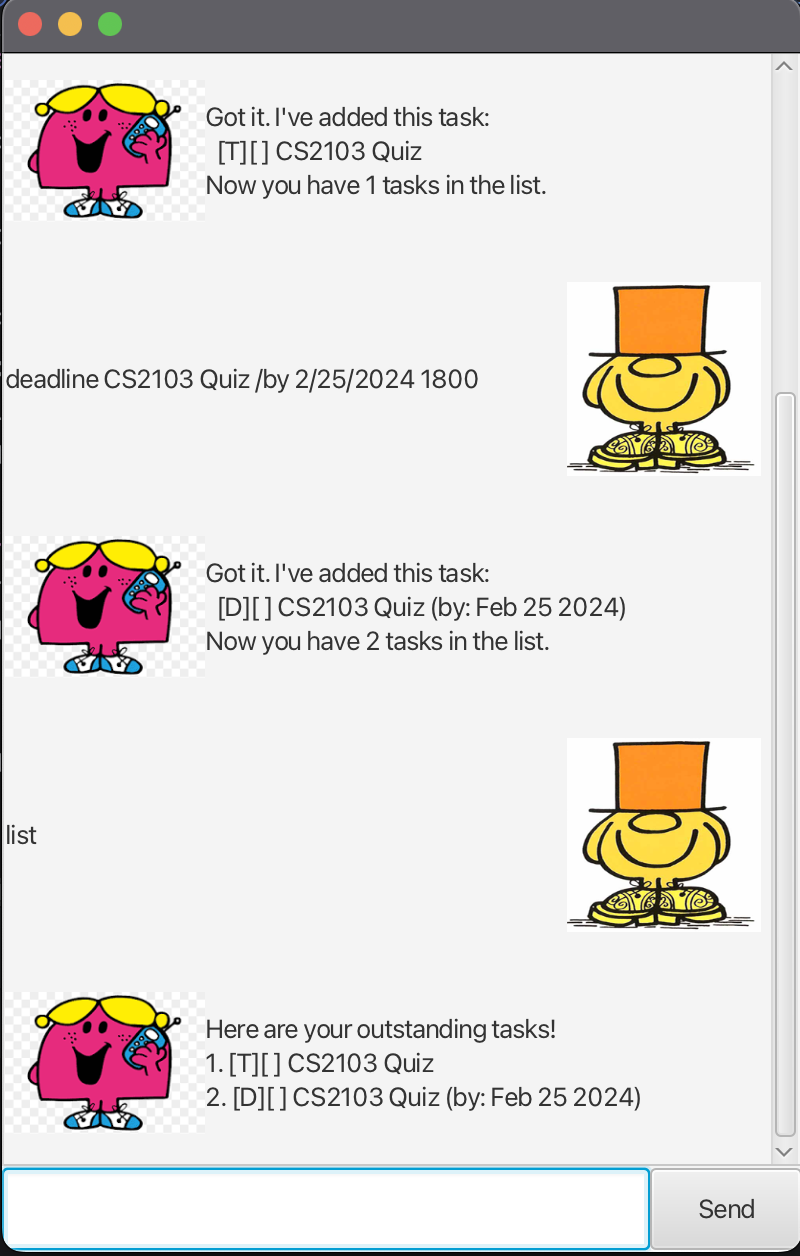 Got it. I've added this task:
[T][ ] CS2103 Quiz
Now you have 1 tasks in the list.
deadline CS2103 Quiz /by 2/25/2024 1800
Got it. I've added this task:
[D][ ] CS2103 Quiz (by: Feb 25 2024)
Now you have 2 tasks in the list.
list
Here are your outstanding tasks!
1. [T][ ] CS2103 Quiz
2. [D][ ] CS2103 Quiz (by: Feb 25 2024)
Send